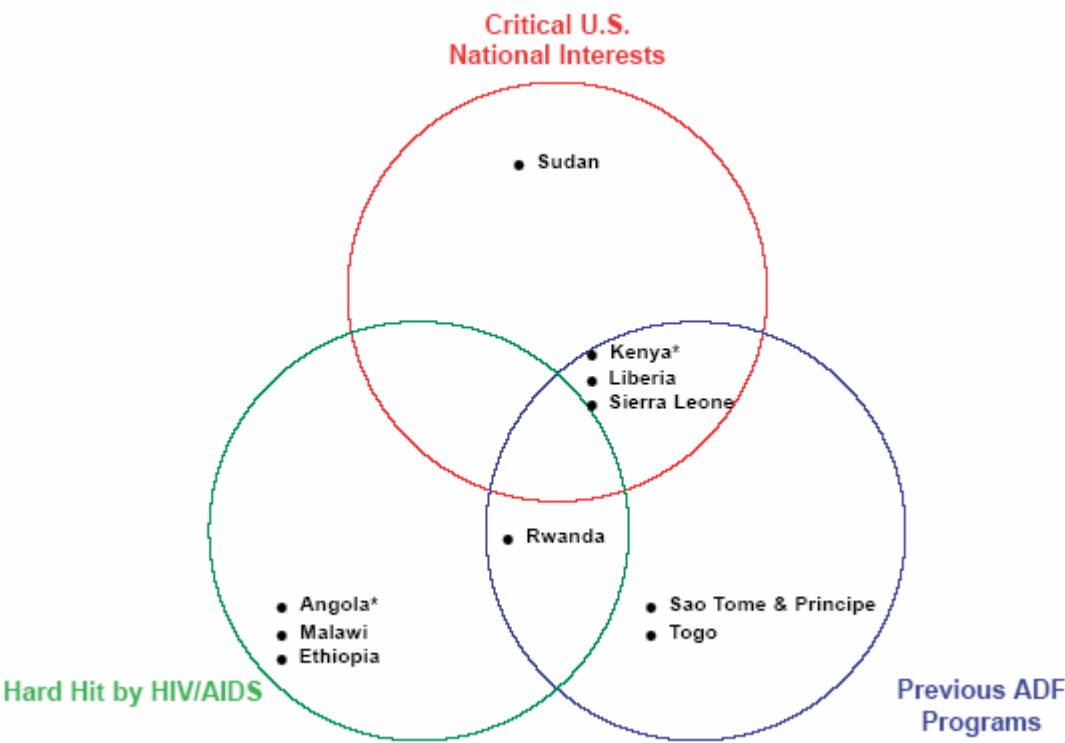 Critical U.S.
National Interests
Sudan
Kenya*
Liberia
Sierra Leone
Rwanda
Angola*
Malawi
Ethiopia
Sao Tome & Principe
Togo
Hard Hit by HIV/AIDS
Previous ADF
Programs